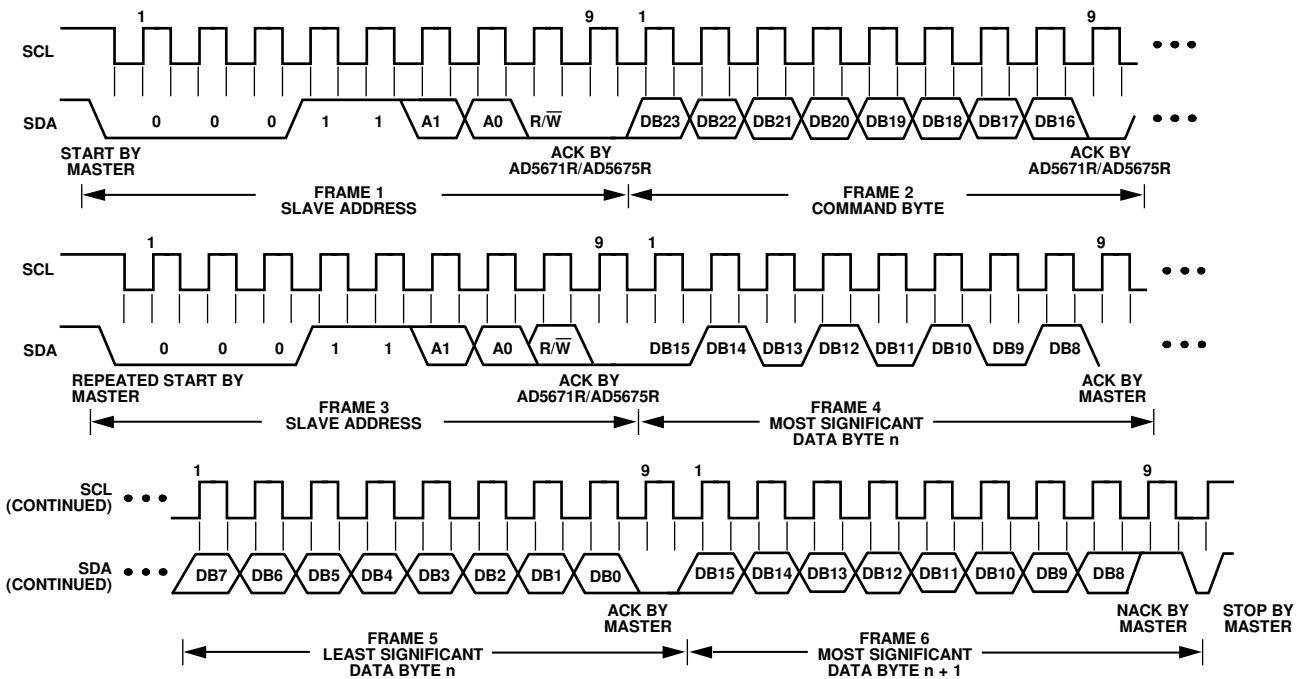 1 9 1 9
SCL
SDA 0 0 0 1 1 A1 A0 R/W̅ DB23 DB22 DB21 DB20 DB19 DB18 DB17 DB16
START BY MASTER
ACK BY AD5671R/AD5675R
ACK BY AD5671R/AD5675R
FRAME 1
SLAVE ADDRESS
FRAME 2
COMMAND BYTE
1 9 1 9
SCL
SDA 0 0 0 1 1 A1 A0 R/W̅ DB15 DB14 DB13 DB12 DB11 DB10 DB9 DB8
REPEATED START BY MASTER
ACK BY AD5671R/AD5675R
ACK BY MASTER
FRAME 3
SLAVE ADDRESS
FRAME 4
MOST SIGNIFICANT
DATA BYTE n
1 9 1 9
SCL
(CONTINUED)
SDA
(CONTINUED)
DB7 DB6 DB5 DB4 DB3 DB2 DB1 DB0 DB15 DB14 DB13 DB12 DB11 DB10 DB9 DB8
ACK BY MASTER
NACK BY MASTER
STOP BY MASTER
FRAME 5
LEAST SIGNIFICANT
DATA BYTE n
FRAME 6
MOST SIGNIFICANT
DATA BYTE n + 1